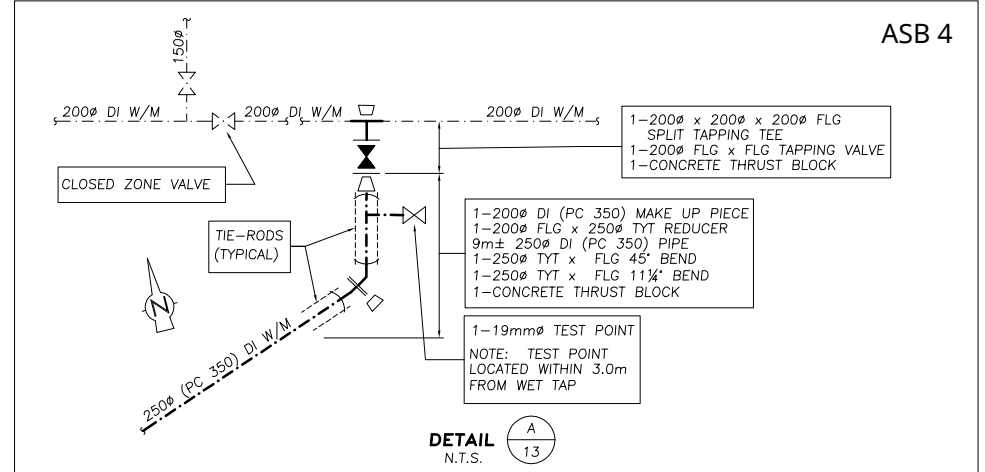 ASB 4
150ø
200ø DI W/M
200ø DI W/M
200ø DI W/M
CLOSED ZONE VALVE
1-200ø x 200ø x 200ø FLG
SPLIT TAPPING TEE
1-200ø FLG x FLG TAPPING VALVE
1-CONCRETE THRUST BLOCK
TIE-RODS
(TYPICAL)
1-200ø DI (PC 350) MAKE UP PIECE
1-200ø FLG x 250ø TYT REDUCER
9m± 250ø DI (PC 350) PIPE
1-250ø TYT x FLG 45° BEND
1-250ø TYT x FLG 11¼° BEND
1-CONCRETE THRUST BLOCK
N
1-19mmø TEST POINT
NOTE: TEST POINT
LOCATED WITHIN 3.0m
FROM WET TAP
250ø (PC 350) DI W/M
DETAIL
N.T.S.
A
13